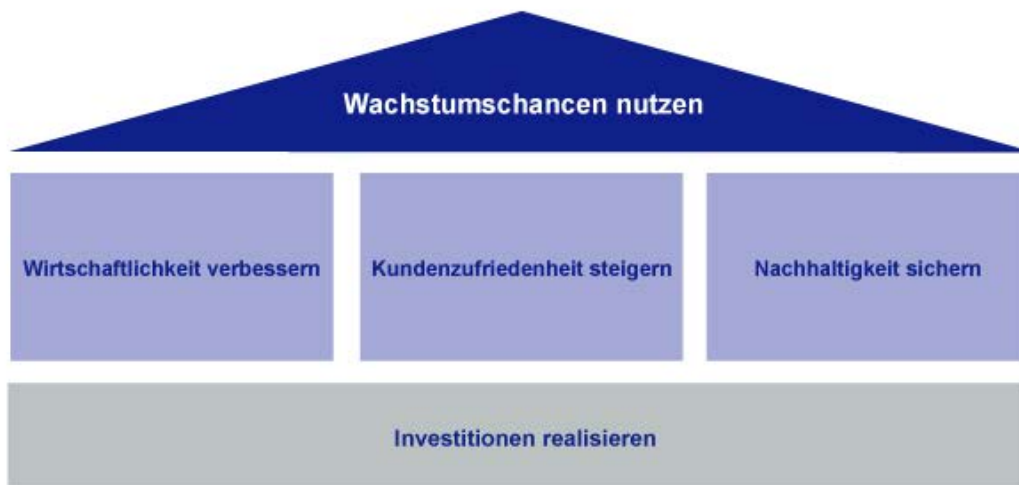 Wachstumschancen nutzen
Wirtschaftlichkeit verbessern
Kundenzufriedenheit steigern
Nachhaltigkeit sichern
Investitionen realisieren